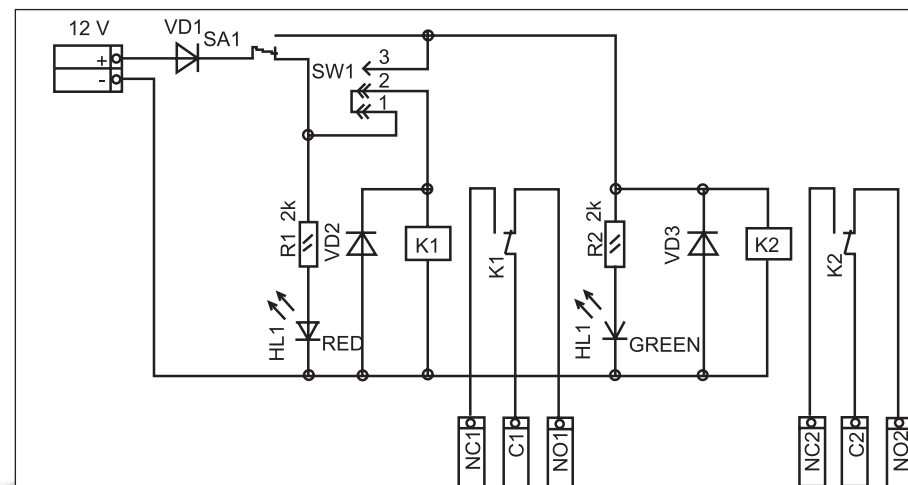 12 V
VD1
SA1
+
-
SW1
3
2
1
R1 2k
VD2
K1
K1
R2 2k
VD3
K2
K2
HL1
RED
HL1
GREEN
NC1
C1
NO1
NC2
C2
NO2